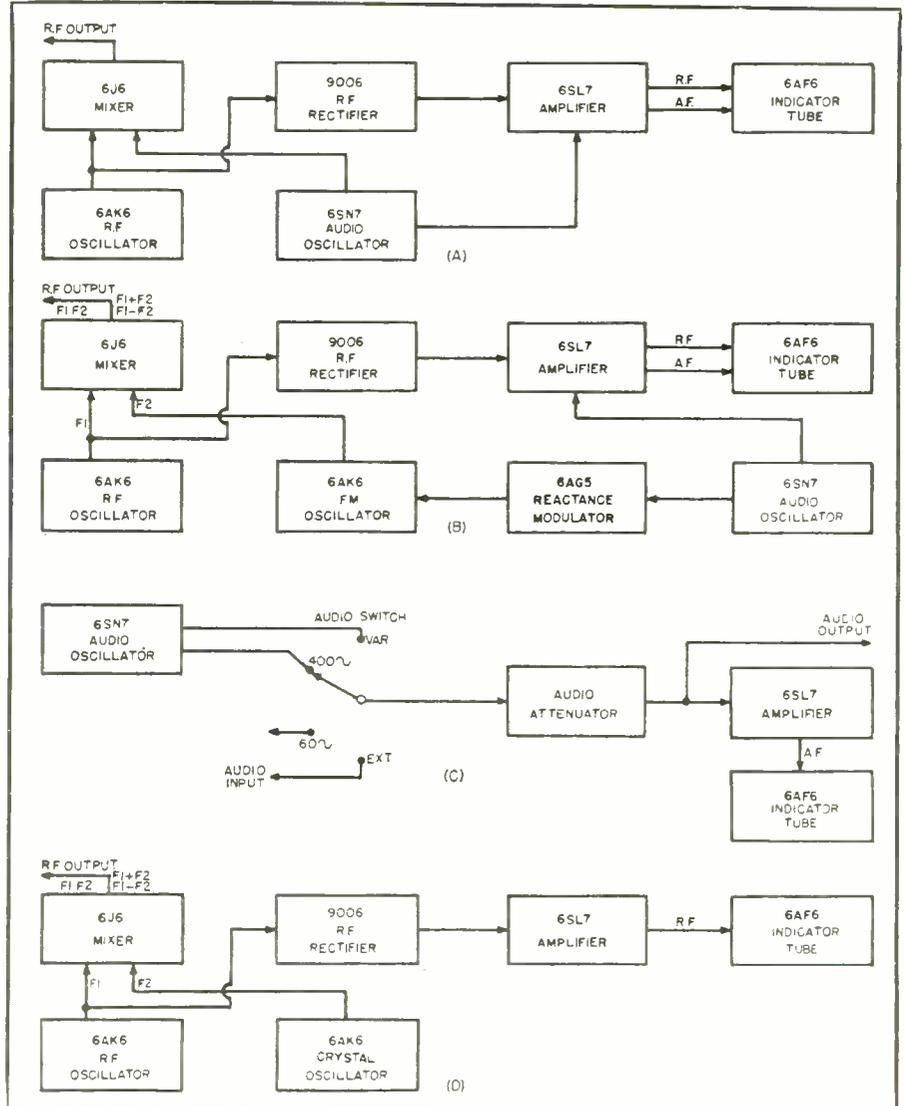 R.F OUTPUT
6J6
MIXER
9006
R.F
RECTIFIER
6SL7
AMPLIFIER
R.F
A.F.
6AF6
INDICATOR
TUBE
6AK6
R.F
OSCILLATOR
6SN7
AUDIO
OSCILLATOR
(A)
R.F OUTPUT
F1+F2
F1 F2
F1-F2
6J6
MIXER
9006
R.F
RECTIFIER
6SL7
AMPLIFIER
R.F
A.F
6AF6
INDICATOR
TUBE
F1
F2
6AK6
R.F
OSCILLATOR
6AK6
FM
OSCILLATOR
6AG5
REACTANCE
MODULATOR
6SN7
AUDIO
OSCILLATOR
(B)
6SN7
AUDIO
OSCILLATOR
AUDIO SWITCH
VAR
400~
60~
EXT
AUDIO
INPUT
AUDIO
ATTENUATOR
AUDIO
OUTPUT
6SL7
AMPLIFIER
A.F
6AF6
INDICATOR
TUBE
(C)
R.F OUTPUT
F1+F2
F1 F2
F1-F2
6J6
MIXER
9006
R.F
RECTIFIER
6SL7
AMPLIFIER
R.F
6AF6
INDICATOR
TUBE
F1
F2
6AK6
R.F
OSCILLATOR
6AK6
CRYSTAL
OSCILLATOR
(D)